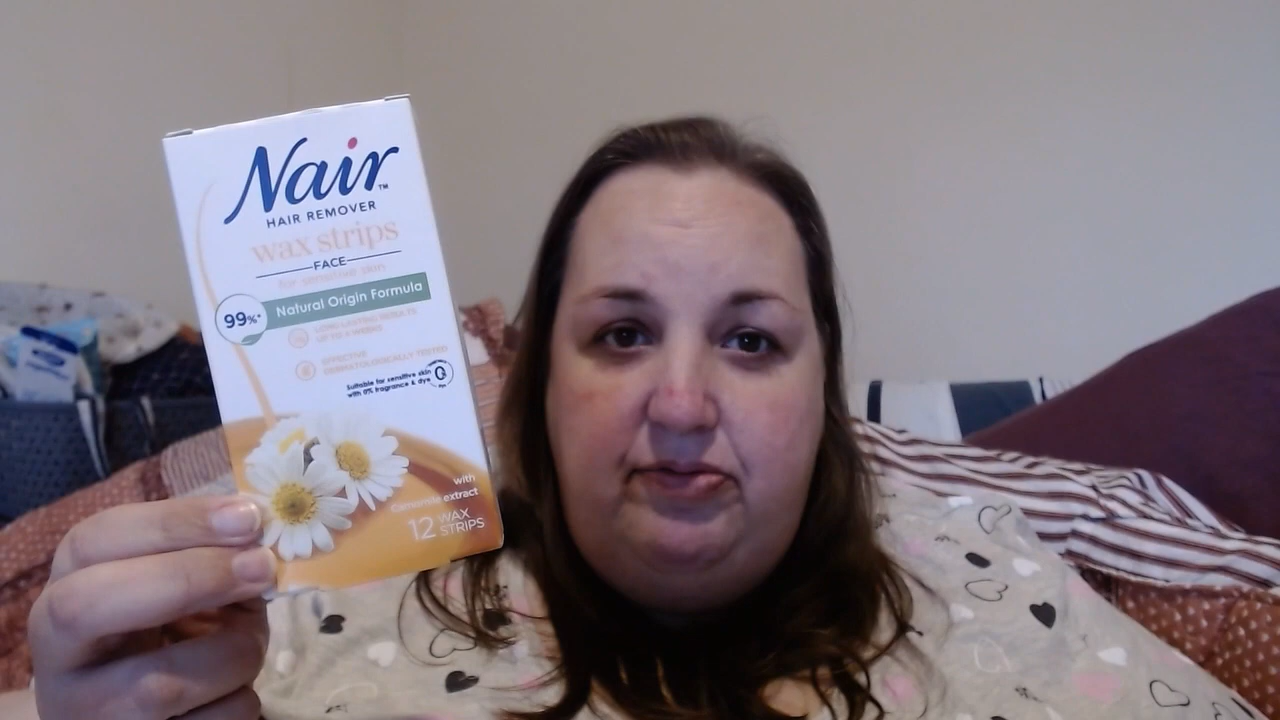 Nair™
HAIR REMOVER
wax strips
FACE
for sensitive skin
99%*
Natural Origin Formula
LONG LASTING RESULTS
UP TO 4 WEEKS
EFFECTIVE
DERMATOLOGICALLY TESTED
Suitable for sensitive skin
with 0% fragrance & dye
0
with
Camomile extract
12 WAX
STRIPS